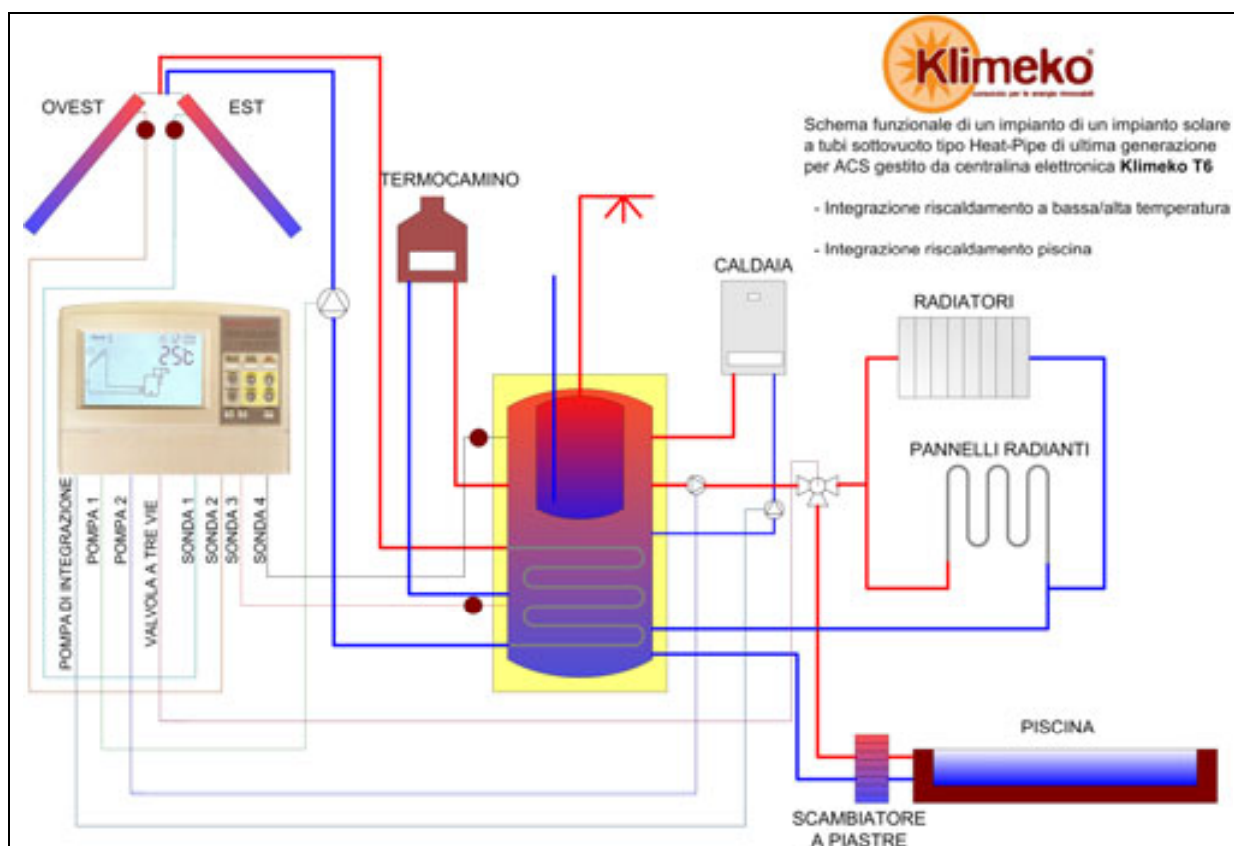 Klimeko
Schema funzionale di un impianto di un impianto solare
a tubi sottovuoto tipo Heat-Pipe di ultima generazione
per ACS gestito da centralina elettronica Klimeko T6
- Integrazione riscaldamento a bassa/alta temperatura
- Integrazione riscaldamento piscina
OVEST
EST
TERMOCAMINO
CALDAIA
RADIATORI
PANNELLI RADIANTI
25c
POMPA DI INTEGRAZIONE
POMPA 1
POMPA 2
VALVOLA A TRE VIE
SONDA 1
SONDA 2
SONDA 3
SONDA 4
PISCINA
SCAMBIATORE
A PIASTRE